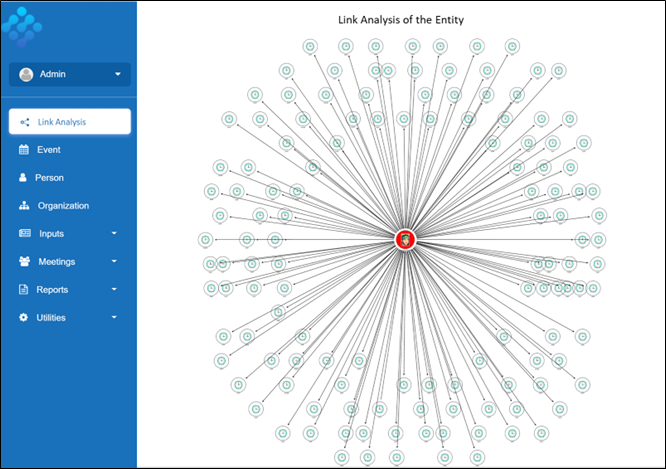 Link Analysis of the Entity
Admin
Link Analysis
Event
Person
Organization
Inputs
Meetings
Reports
Utilities